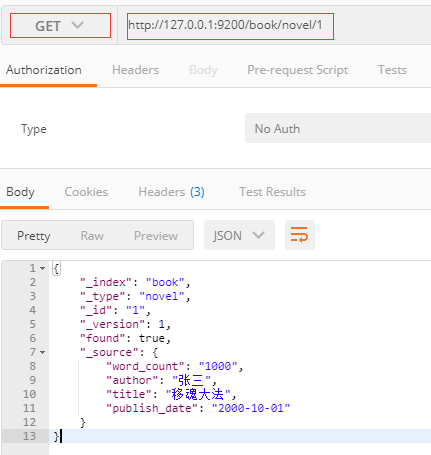 GET http://127.0.0.1:9200/book/novel/1
Authorization Headers Body Pre-request Script Tests
Type No Auth
Body Cookies Headers (3) Test Results
Pretty Raw Preview JSON
1 {
2 "_index": "book",
3 "_type": "novel",
4 "_id": "1",
5 "_version": 1,
6 "found": true,
7 "_source": {
8 "word_count": "1000",
9 "author": "张三",
10 "title": "移魂大法",
11 "publish_date": "2000-10-01"
12 }
13 }